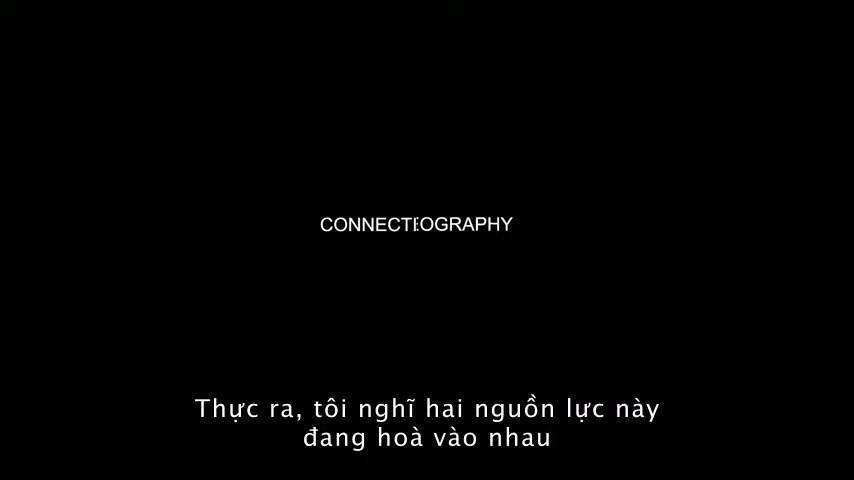 CONNECTOGRAPHY
Thực ra, tôi nghĩ hai nguồn lực này
đang hoà vào nhau